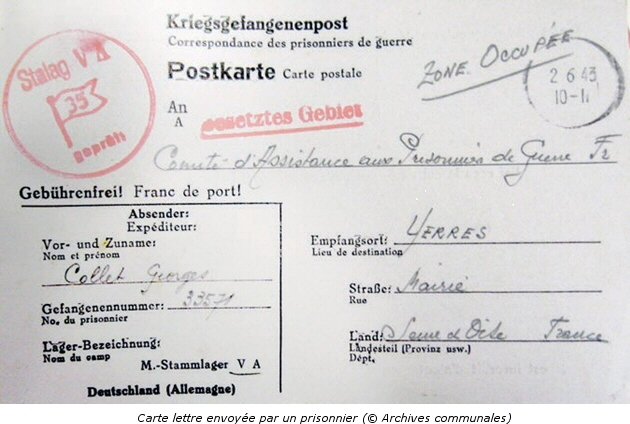 Kriegsgefangenenpost
Correspondance des prisonniers de guerre
Postkarte Carte postale
ZONE OCCUPÉE
2 6 43
10-11
Stalag V A
35
geprüft
An
A
besetztes Gebiet
Comité d'Assistance aux Prisonniers de Guerre Fr
Gebührenfrei! Franc de port!
Absender:
Expéditeur:
Vor- und Zuname:
Nom et prénom
Collet Georges
Gefangenennummer: 33571
No. du prisonnier
Lager-Bezeichnung:
Nom du camp
M.-Stammlager V A
Deutschland (Allemagne)
Empfangsort: YERRES
Lieu de destination
Straße: Mairie
Rue
Land: Seine et Oise France
Landesteil (Provinz usw.)
Dépt.
Carte lettre envoyée par un prisonnier (© Archives communales)